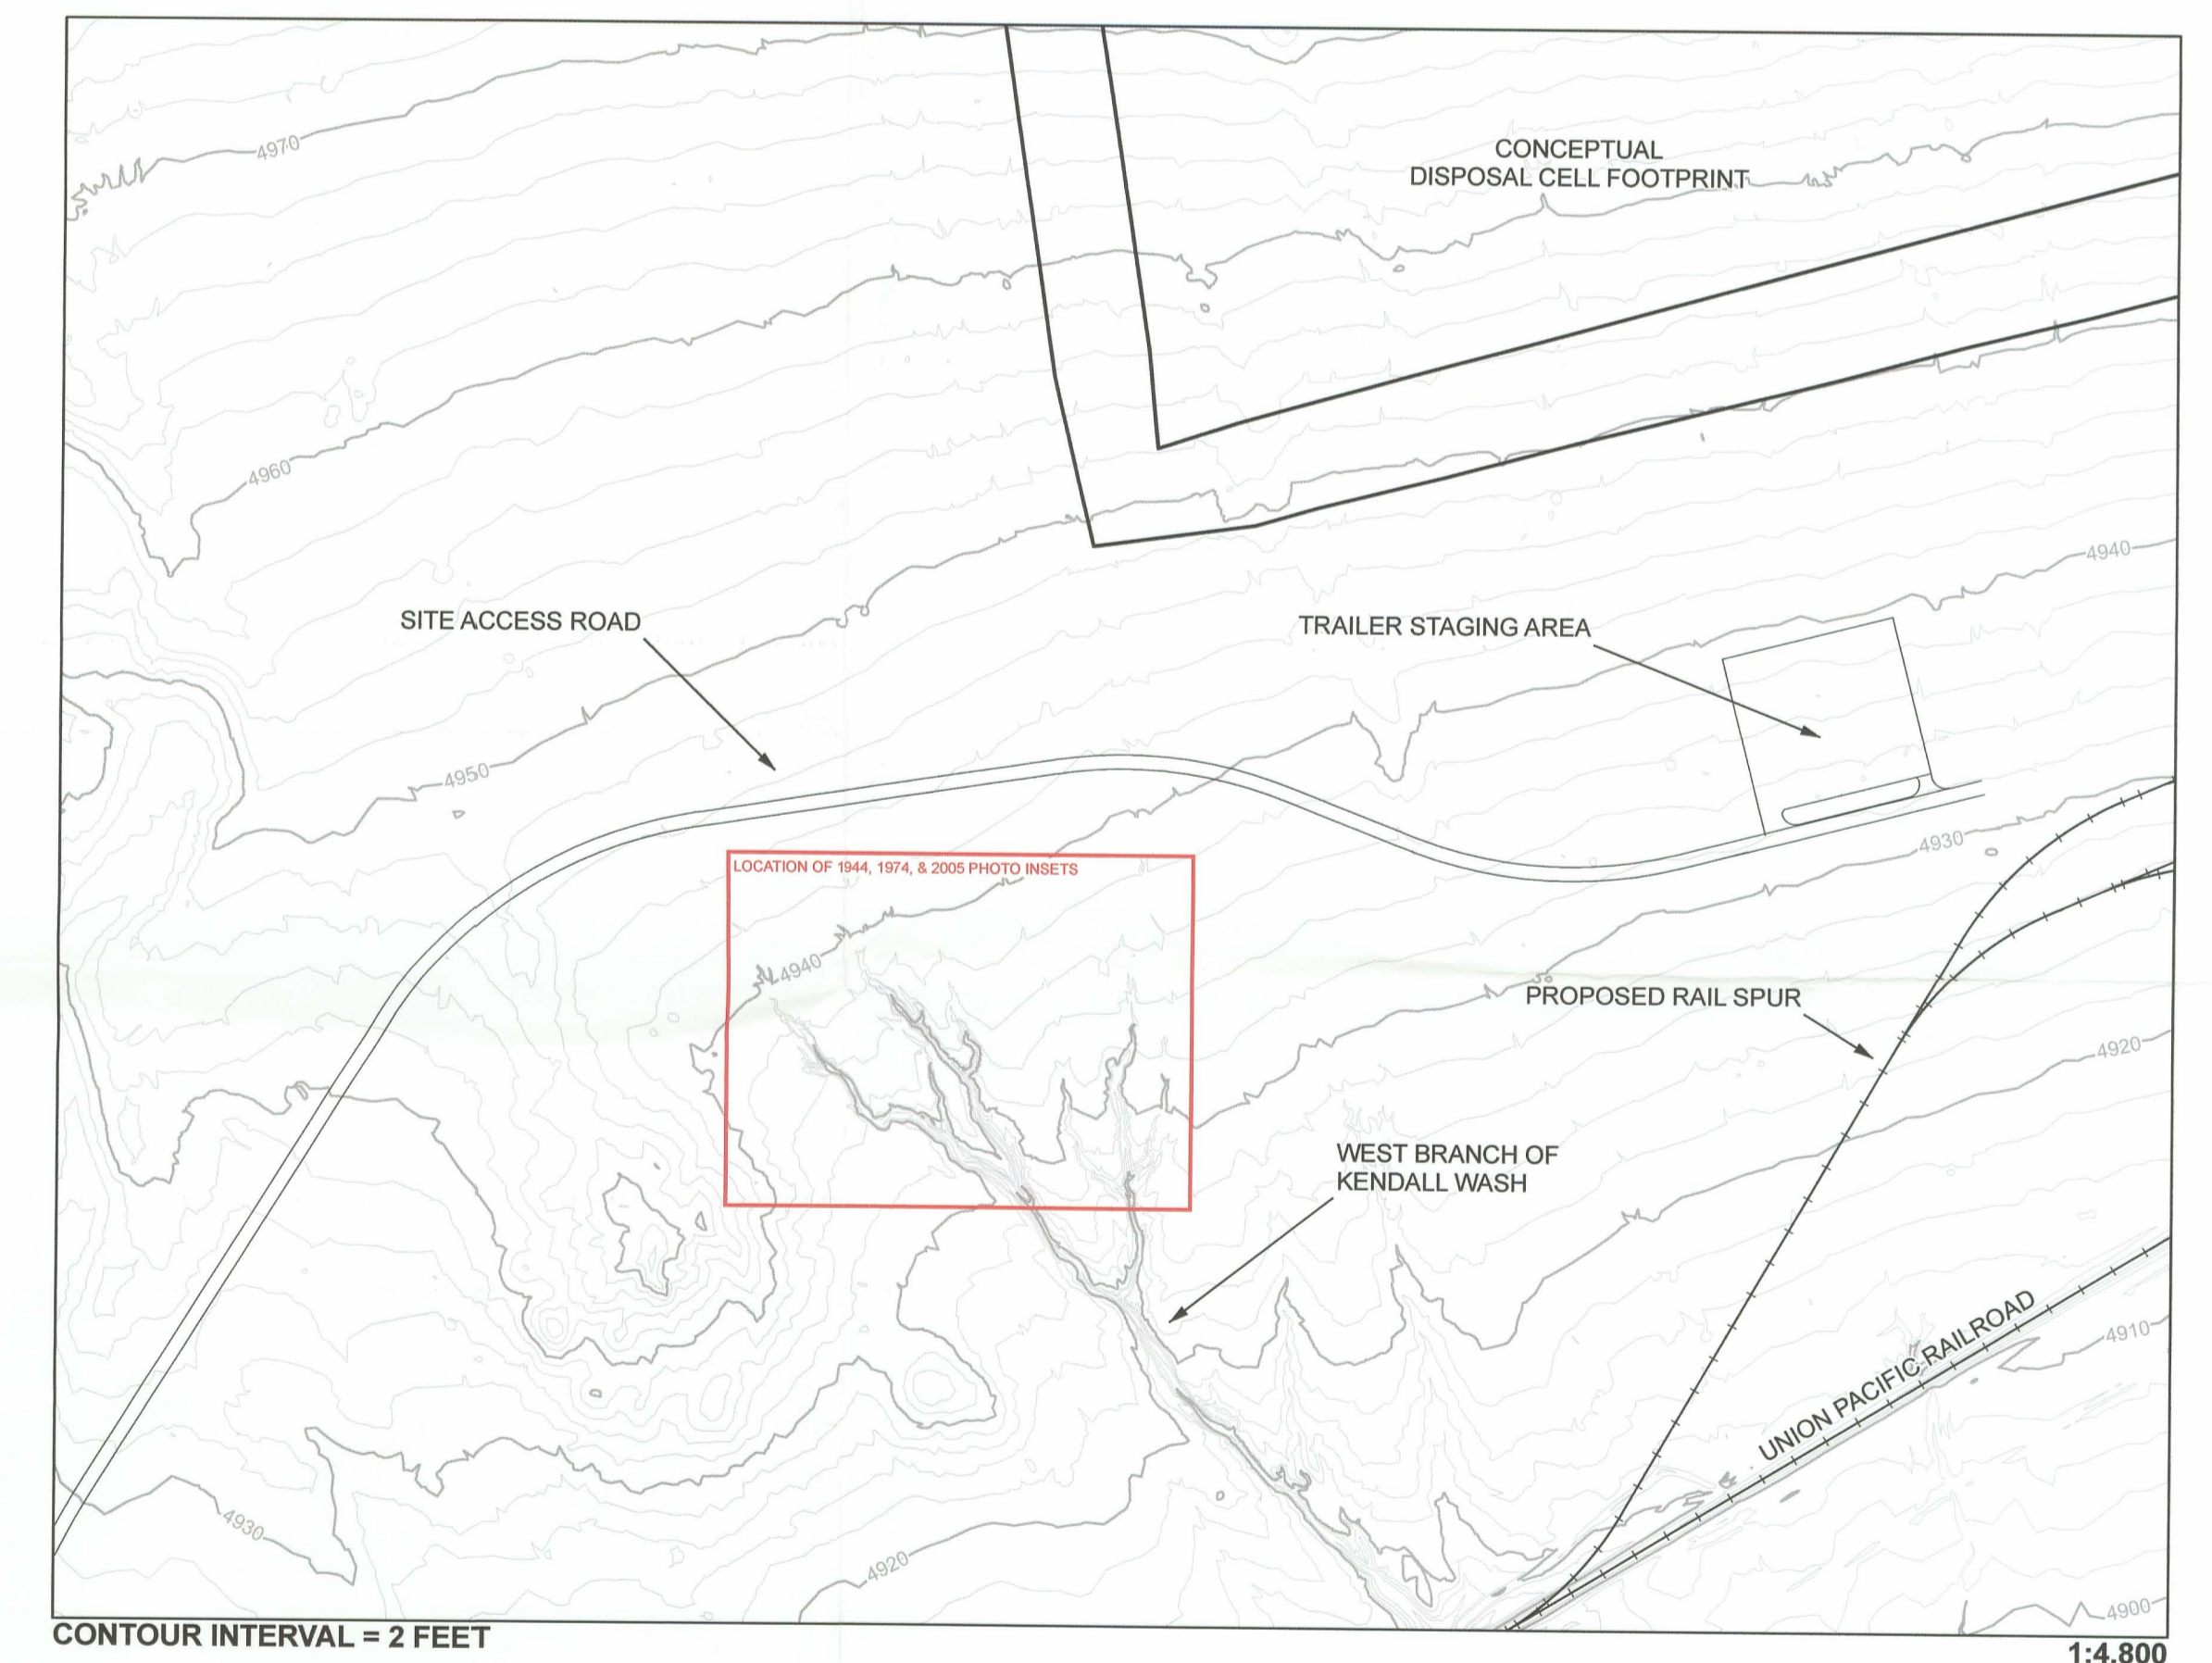 4970
CONCEPTUAL
DISPOSAL CELL FOOTPRINT
4960
4940
SITE ACCESS ROAD
TRAILER STAGING AREA
4950
4930
LOCATION OF 1944, 1974, & 2005 PHOTO INSETS
4940
PROPOSED RAIL SPUR
4920
WEST BRANCH OF
KENDALL WASH
UNION PACIFIC RAILROAD
4910
4930
4920
4900
CONTOUR INTERVAL = 2 FEET
1:4,800